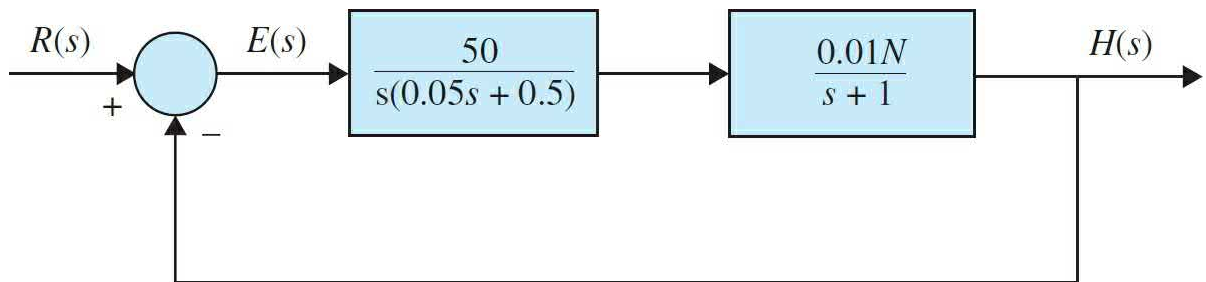 R(s)
+
−
E(s)
50
s(0.05s + 0.5)
0.01N
s + 1
H(s)